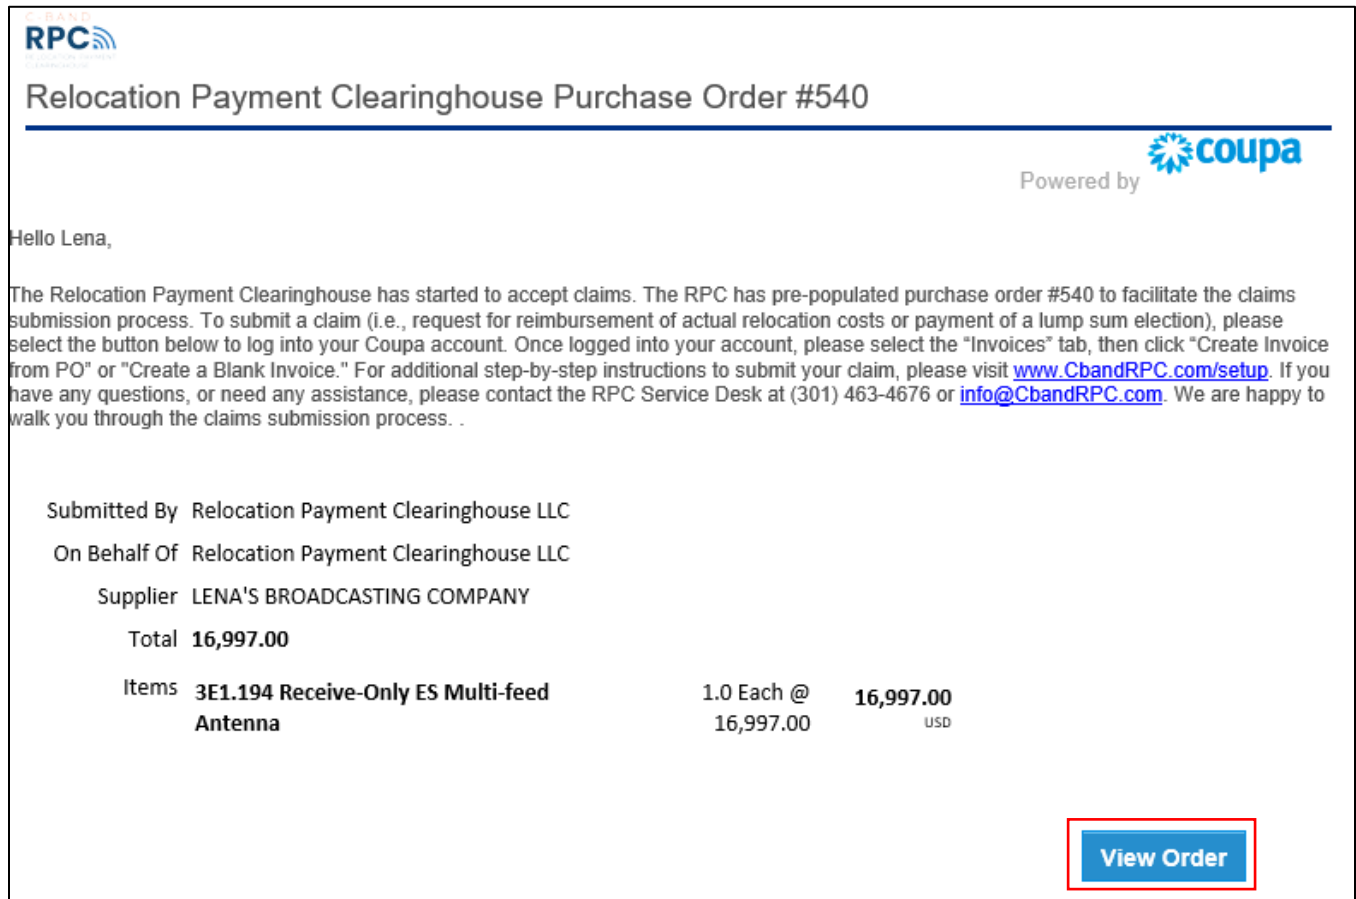 C-BAND
RPC
RELOCATION PAYMENT
CLEARINGHOUSE
Relocation Payment Clearinghouse Purchase Order #540
Powered by coupa
Hello Lena,
The Relocation Payment Clearinghouse has started to accept claims. The RPC has pre-populated purchase order #540 to facilitate the claims
submission process. To submit a claim (i.e., request for reimbursement of actual relocation costs or payment of a lump sum election), please
select the button below to log into your Coupa account. Once logged into your account, please select the “Invoices” tab, then click “Create Invoice
from PO” or "Create a Blank Invoice." For additional step-by-step instructions to submit your claim, please visit www.CbandRPC.com/setup. If you
have any questions, or need any assistance, please contact the RPC Service Desk at (301) 463-4676 or info@CbandRPC.com. We are happy to
walk you through the claims submission process. .
Submitted By Relocation Payment Clearinghouse LLC
On Behalf Of Relocation Payment Clearinghouse LLC
Supplier LENA'S BROADCASTING COMPANY
Total 16,997.00
Items 3E1.194 Receive-Only ES Multi-feed 1.0 Each @ 16,997.00
Antenna 16,997.00 USD
View Order